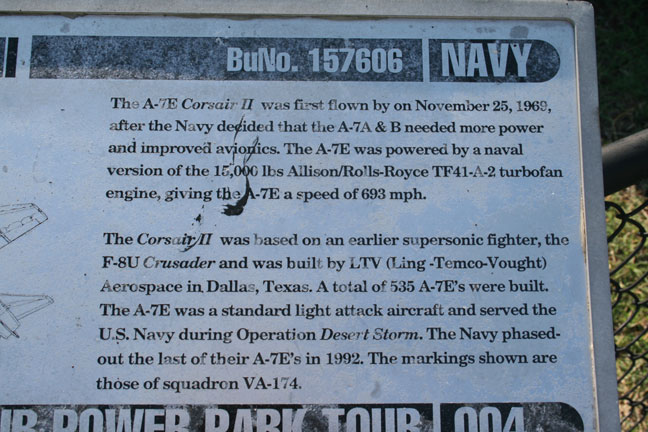 BuNo. 157606 NAVY
The A-7E Corsair II was first flown by on November 25, 1969,
after the Navy decided that the A-7A & B needed more power
and improved avionics. The A-7E was powered by a naval
version of the 15,000 lbs Allison/Rolls-Royce TF41-A-2 turbofan
engine, giving the A-7E a speed of 693 mph.
The Corsair II was based on an earlier supersonic fighter, the
F-8U Crusader and was built by LTV (Ling -Temco-Vought)
Aerospace in Dallas, Texas. A total of 535 A-7E's were built.
The A-7E was a standard light attack aircraft and served the
U.S. Navy during Operation Desert Storm. The Navy phased-
out the last of their A-7E's in 1992. The markings shown are
those of squadron VA-174.
POWER PARK TOUR 004